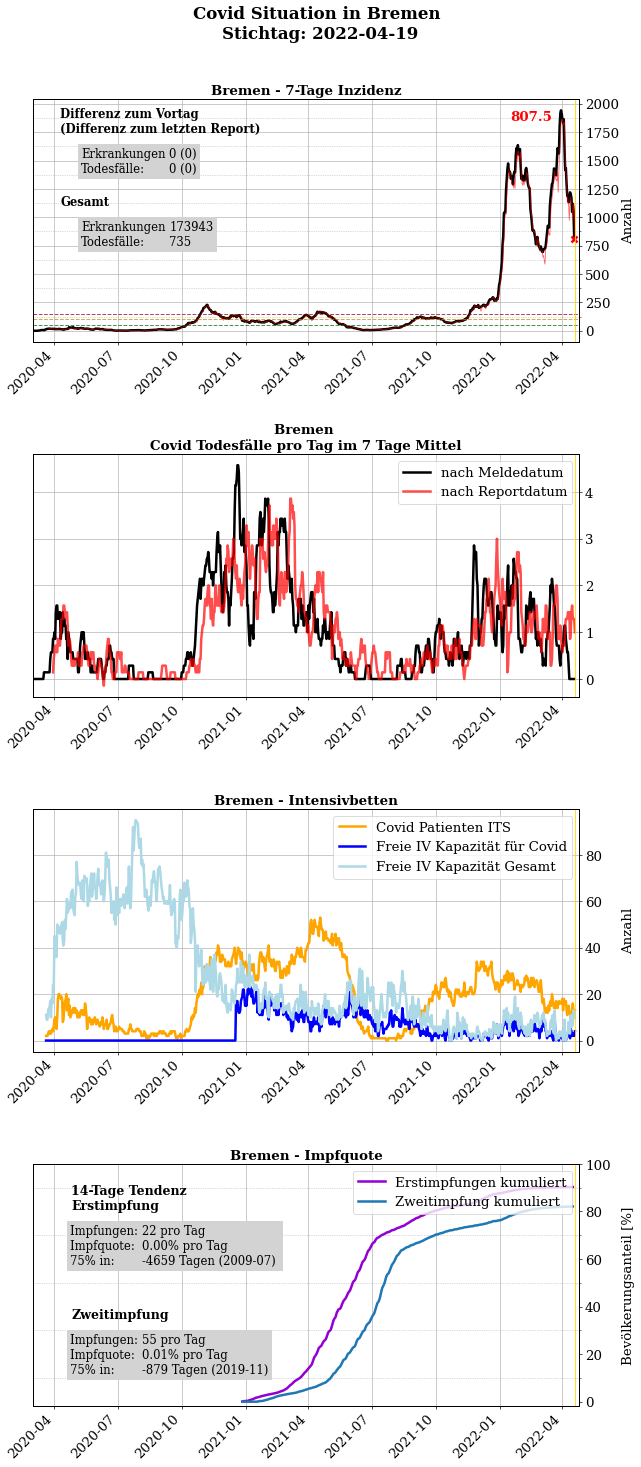 Covid Situation in Bremen
Stichtag: 2022-04-19
Bremen - 7-Tage Inzidenz
Differenz zum Vortag
(Differenz zum letzten Report)
Erkrankungen 0 (0)
Todesfälle: 0 (0)
Gesamt
Erkrankungen 173943
Todesfälle: 735
807.5
2000
1750
1500
1250
1000
750
500
250
0
Anzahl
2020-04
2020-07
2020-10
2021-01
2021-04
2021-07
2021-10
2022-01
2022-04
Bremen
Covid Todesfälle pro Tag im 7 Tage Mittel
nach Meldedatum
nach Reportdatum
4
3
2
1
0
2020-04
2020-07
2020-10
2021-01
2021-04
2021-07
2021-10
2022-01
2022-04
Bremen - Intensivbetten
Covid Patienten ITS
Freie IV Kapazität für Covid
Freie IV Kapazität Gesamt
80
60
40
20
0
Anzahl
2020-04
2020-07
2020-10
2021-01
2021-04
2021-07
2021-10
2022-01
2022-04
Bremen - Impfquote
14-Tage Tendenz
Erstimpfung
Impfungen: 22 pro Tag
Impfquote: 0.00% pro Tag
75% in: -4659 Tagen (2009-07)
Zweitimpfung
Impfungen: 55 pro Tag
Impfquote: 0.01% pro Tag
75% in: -879 Tagen (2019-11)
Erstimpfungen kumuliert
Zweitimpfung kumuliert
100
80
60
40
20
0
Bevölkerungsanteil [%]
2020-04
2020-07
2020-10
2021-01
2021-04
2021-07
2021-10
2022-01
2022-04